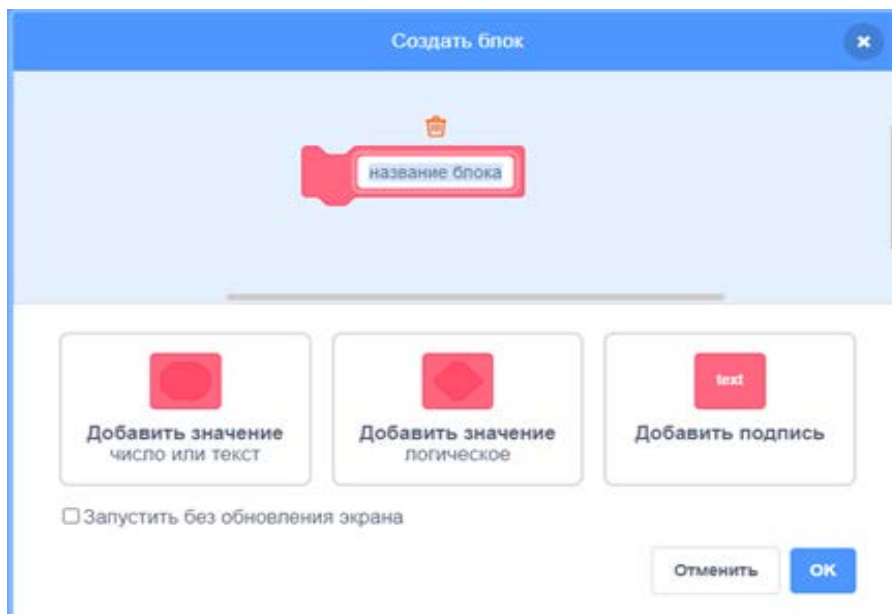 Создать блок
название блока
text
Добавить значение
число или текст
Добавить значение
логическое
Добавить подпись
Запустить без обновления экрана
Отменить
OK